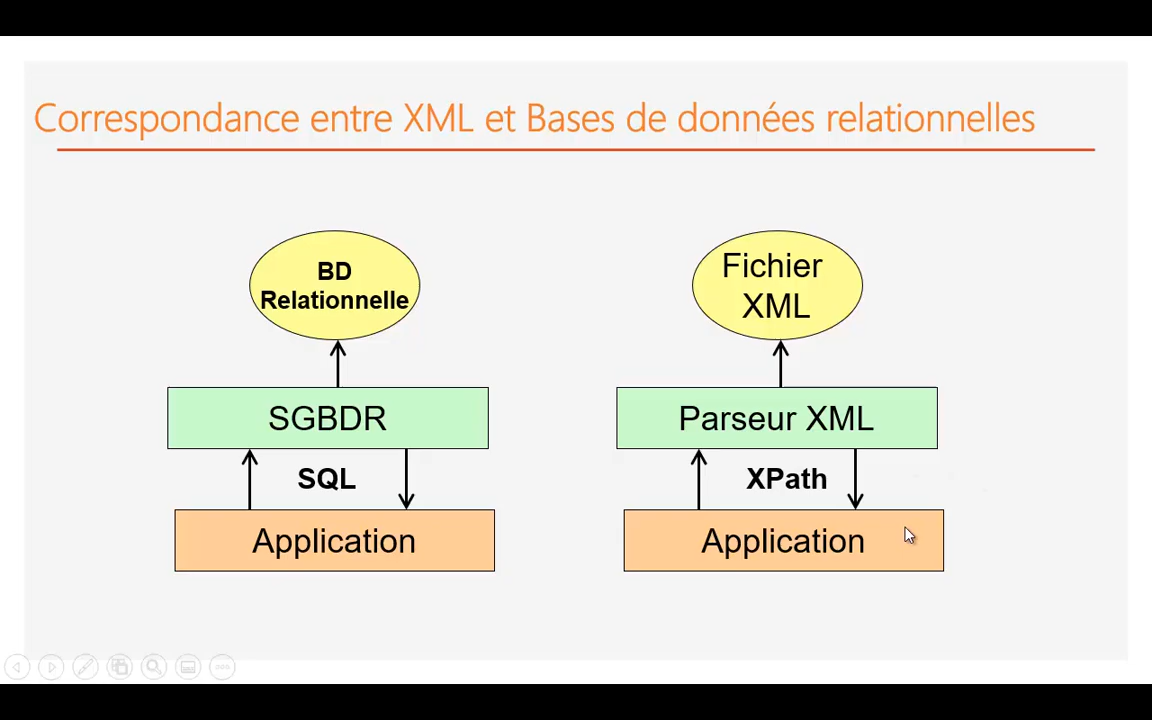 Correspondance entre XML et Bases de données relationnelles
BD
Relationnelle
SGBDR
SQL
Application
Fichier
XML
Parseur XML
XPath
Application